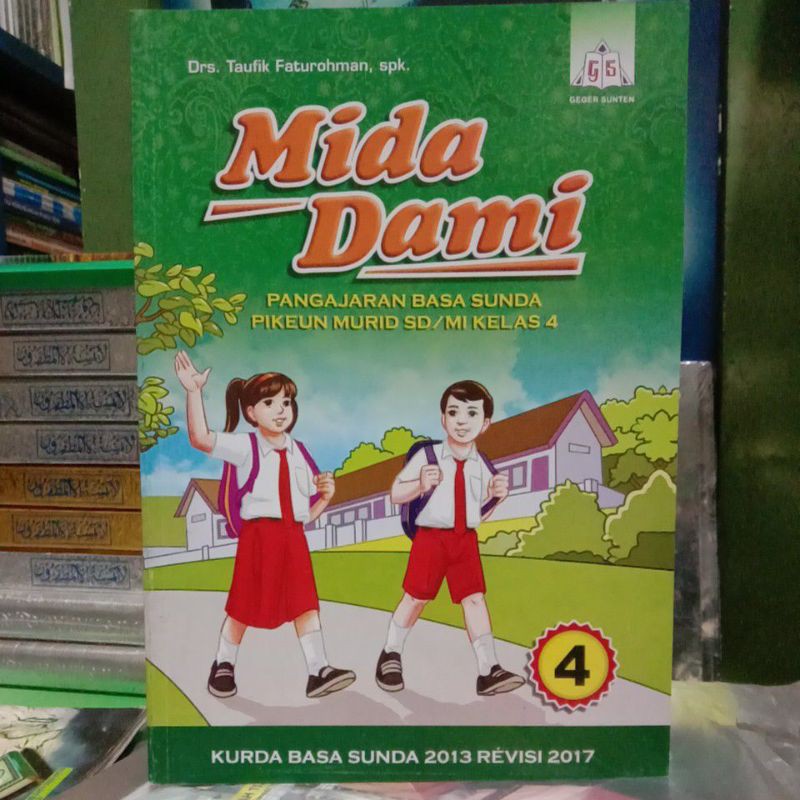 Drs. Taufik Faturohman, spk.
GEGER SUNTEN
Mida
Dami
PANGAJARAN BASA SUNDA
PIKEUN MURID SD/MI KELAS 4
4
KURDA BASA SUNDA 2013 RÉVISI 2017